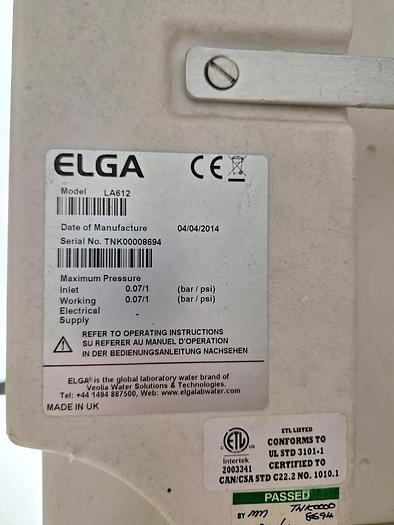 ELGA CE
Model LA612
Date of Manufacture 04/04/2014
Serial No. TNK00008694
Maximum Pressure
Inlet 0.07/1 (bar / psi)
Working 0.07/1 (bar / psi)
Electrical -
Supply
REFER TO OPERATING INSTRUCTIONS
SU REFERER AU MANUEL D'OPERATION
IN DER BEDIENUNGSANLEITUNG NACHSEHEN
ELGA® is the global laboratory water brand of
Veolia Water Solutions & Technologies.
Tel: +44 1494 887500, Web: www.elgalabwater.com
MADE IN UK
ETL LISTED
CONFORMS TO
UL STD 3101-1
CERTIFIED TO
CAN/CSA STD C22.2 NO. 1010.1
ETL
Intertek
2003341
PASSED
BY TNK0000
8694